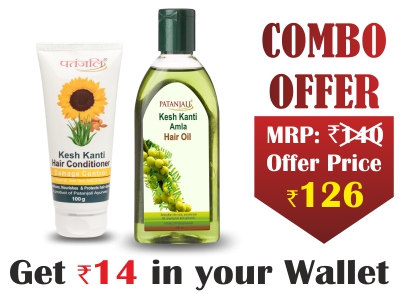 पतंजलि
Kesh Kanti
Hair Conditioner
Damage Control
100 g
PATANJALI
Kesh Kanti
Amla
Hair Oil
COMBO
OFFER
MRP: ₹140
Offer Price
₹126
Get ₹14 in your Wallet